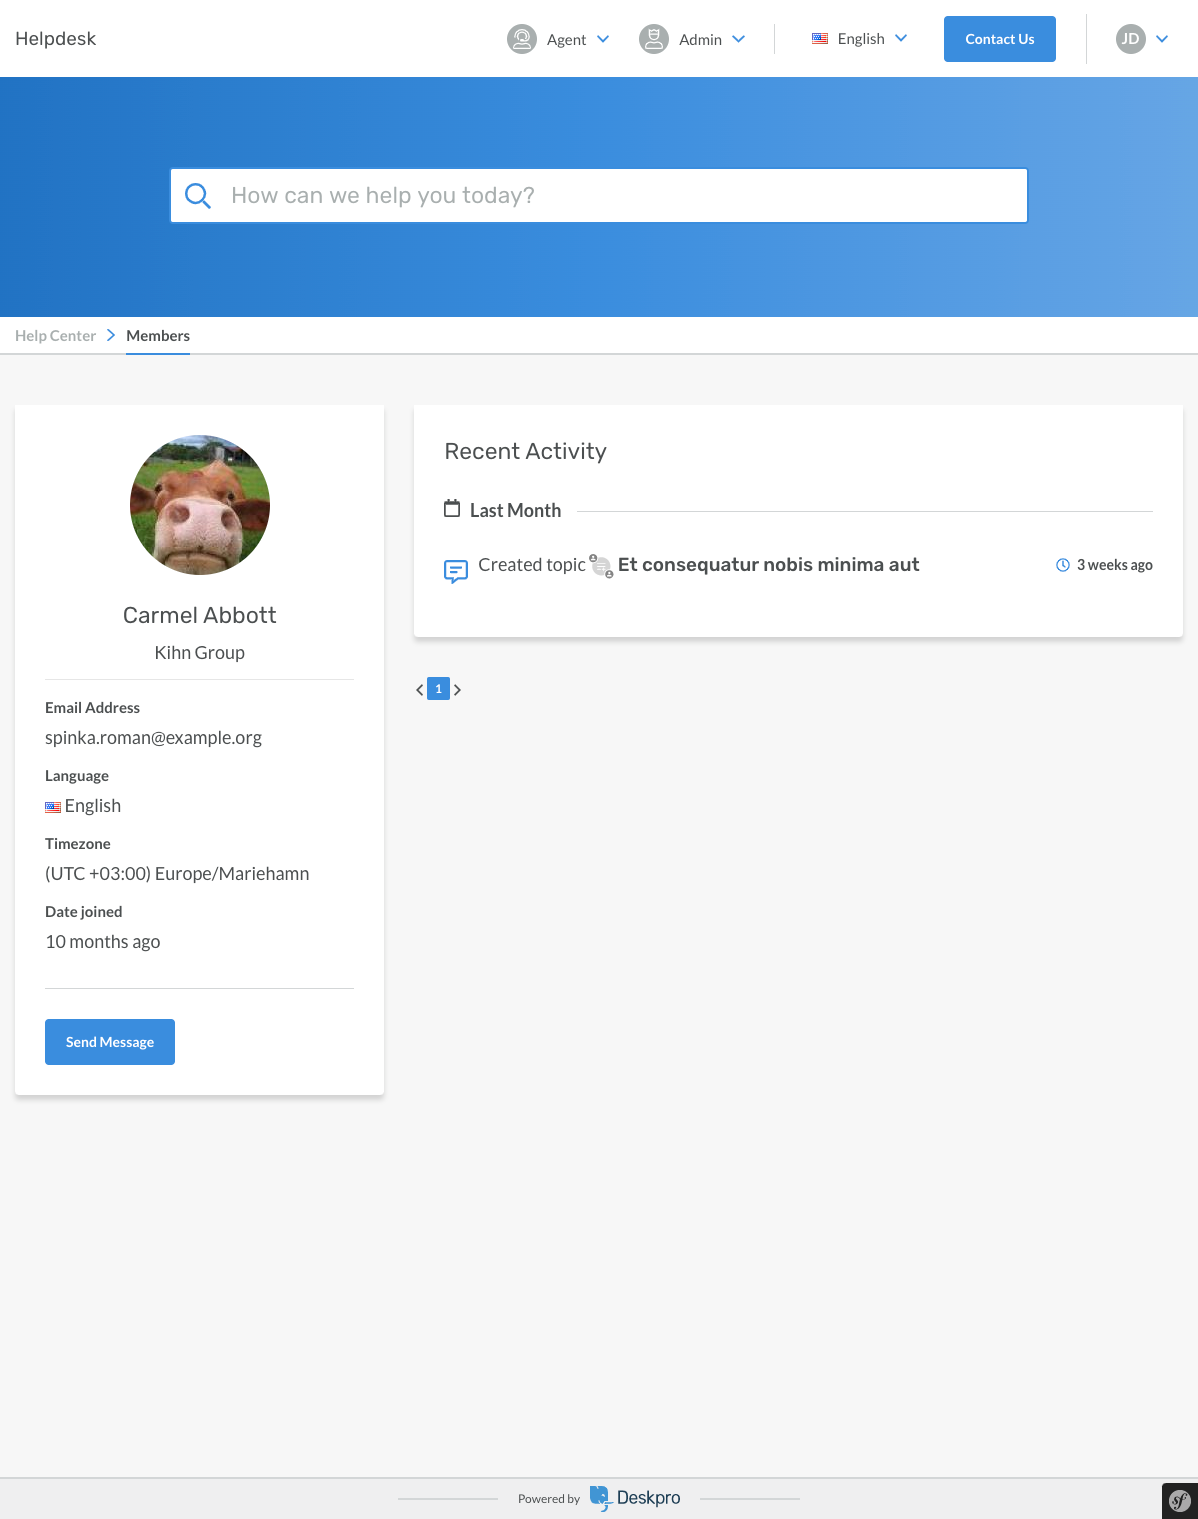 Helpdesk
Agent
Admin
English
Contact Us
JD
How can we help you today?
Help Center
Members
Carmel Abbott
Kihn Group
Email Address
spinka.roman@example.org
Language
English
Timezone
(UTC +03:00) Europe/Mariehamn
Date joined
10 months ago
Send Message
Recent Activity
Last Month
Created topic Et consequatur nobis minima aut
3 weeks ago
1
Powered by Deskpro
sf